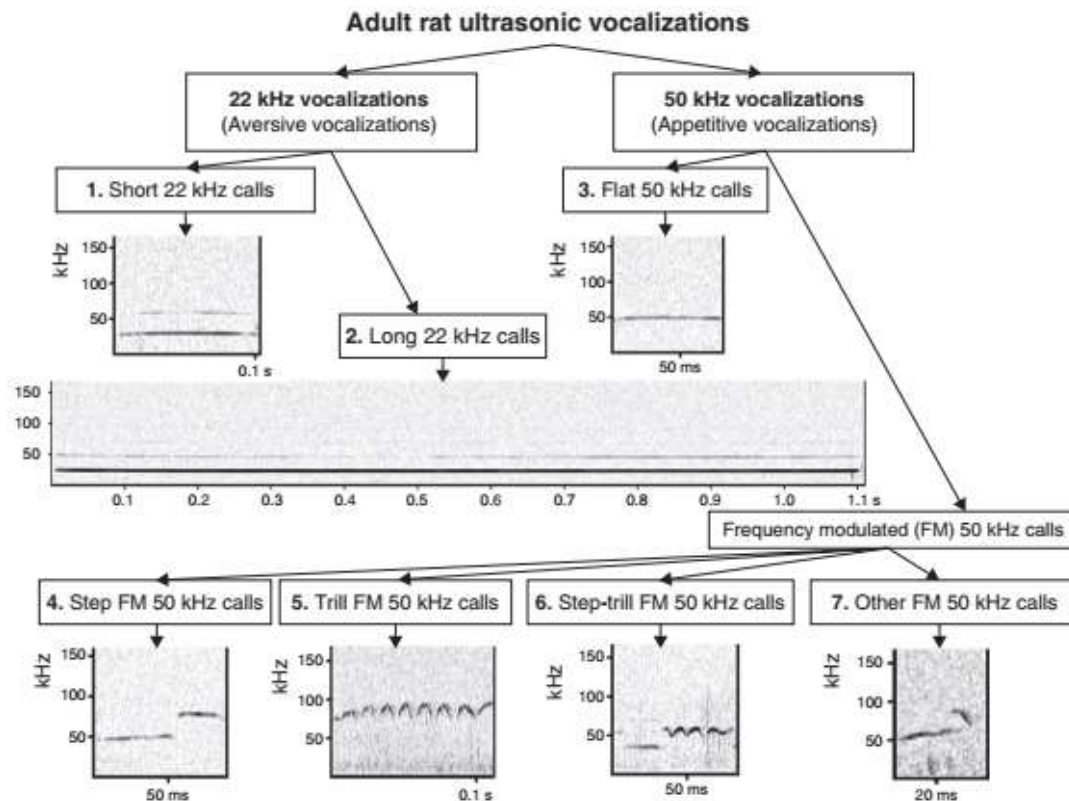 Adult rat ultrasonic vocalizations
22 kHz vocalizations
(Aversive vocalizations)
50 kHz vocalizations
(Appetitive vocalizations)
1. Short 22 kHz calls
3. Flat 50 kHz calls
kHz
150
100
50
0.1 s
2. Long 22 kHz calls
kHz
150
100
50
50 ms
150
100
50
0.1
0.2
0.3
0.4
0.5
0.6
0.7
0.8
0.9
1.0
1.1 s
Frequency modulated (FM) 50 kHz calls
4. Step FM 50 kHz calls
5. Trill FM 50 kHz calls
6. Step-trill FM 50 kHz calls
7. Other FM 50 kHz calls
kHz
150
100
50
50 ms
kHz
150
100
50
0.1 s
kHz
150
100
50
50 ms
kHz
150
100
50
20 ms